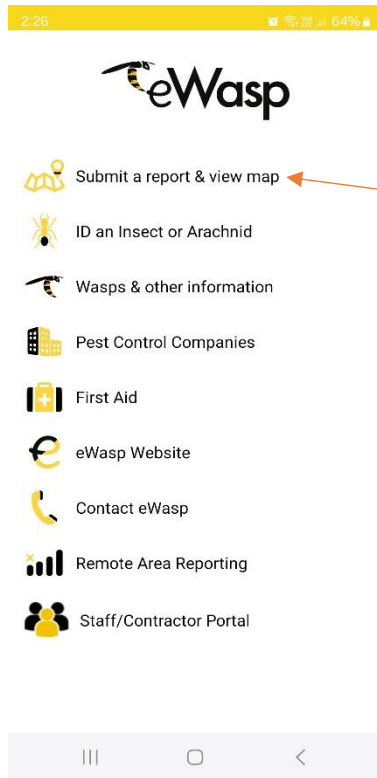 2:26 64%
eWasp
Submit a report & view map
ID an Insect or Arachnid
Wasps & other information
Pest Control Companies
First Aid
eWasp Website
Contact eWasp
Remote Area Reporting
Staff/Contractor Portal